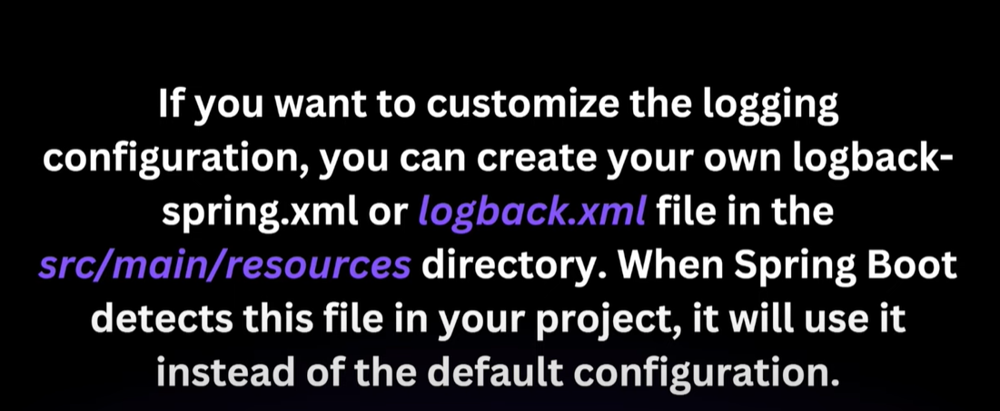 If you want to customize the logging
configuration, you can create your own logback-
spring.xml or logback.xml file in the
src/main/resources directory. When Spring Boot
detects this file in your project, it will use it
instead of the default configuration.